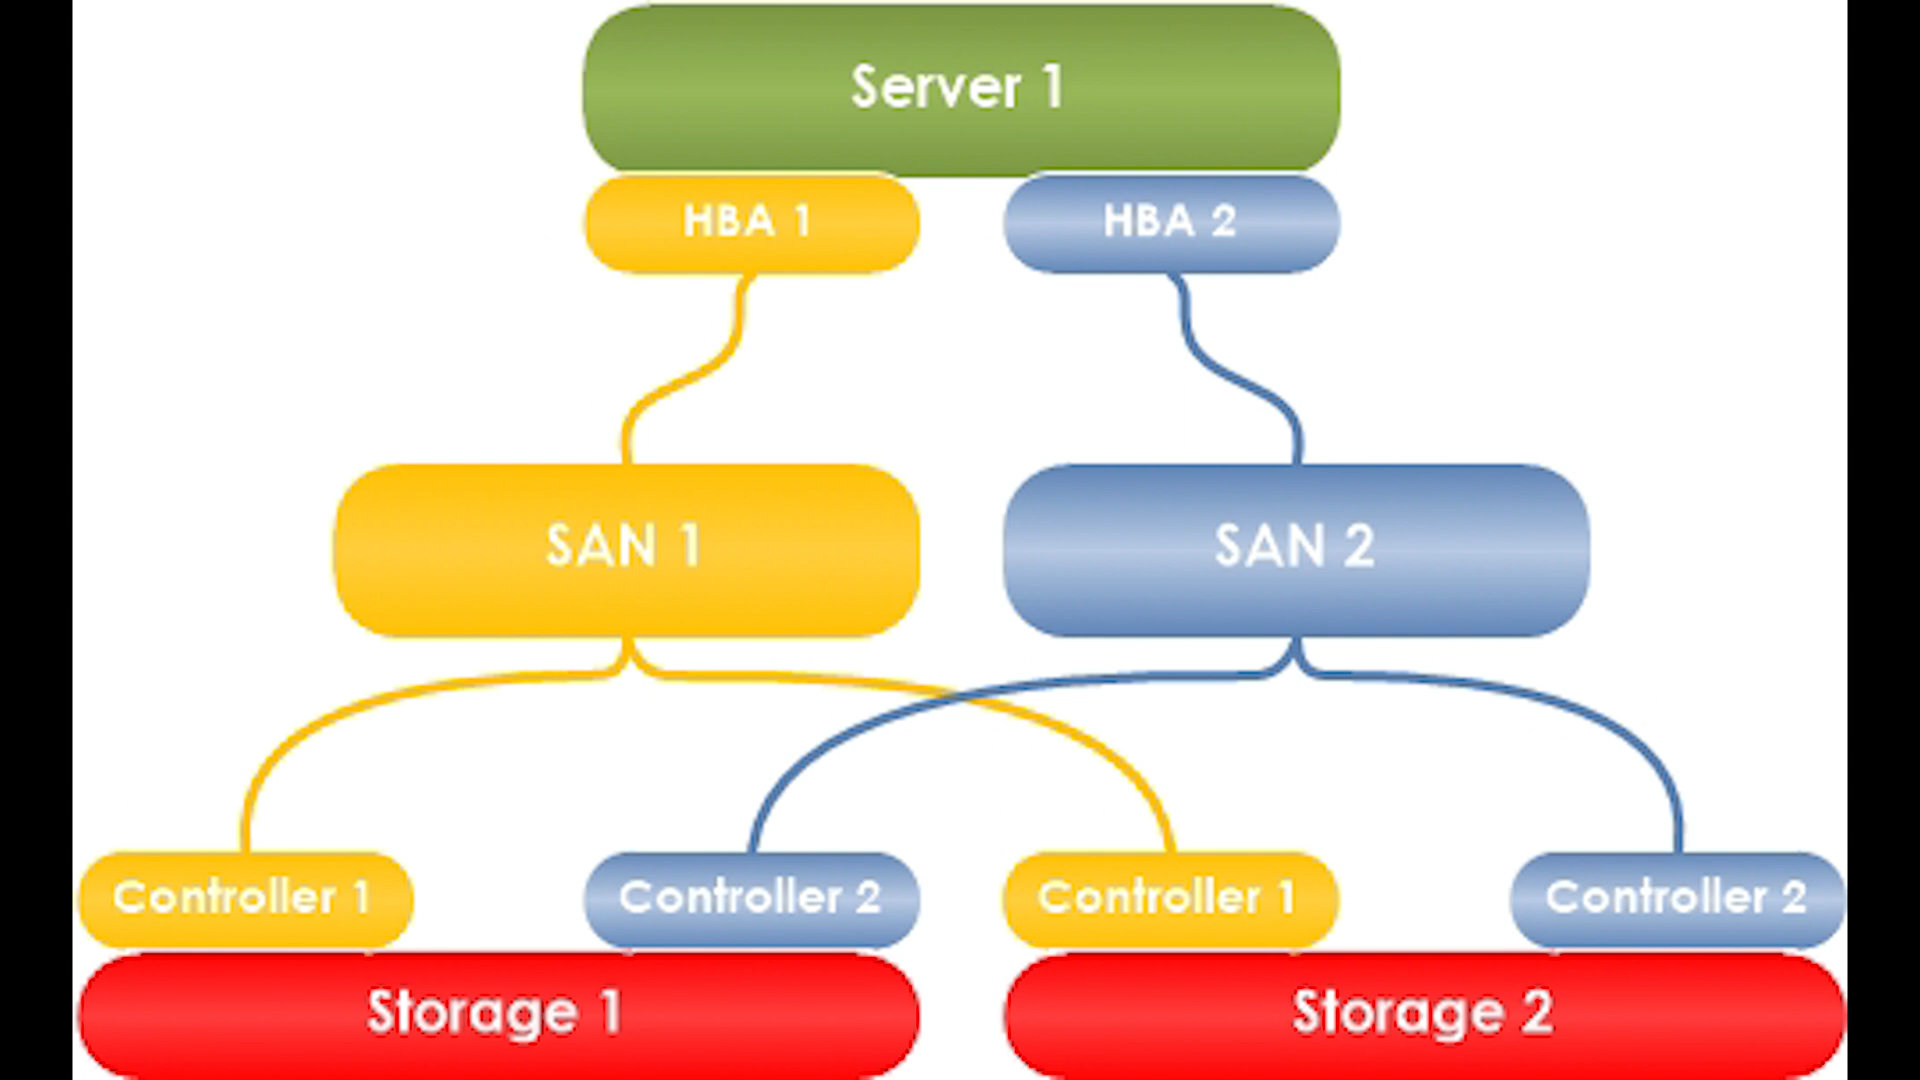 Server 1
HBA 1
HBA 2
SAN 1
SAN 2
Controller 1
Controller 2
Controller 1
Controller 2
Storage 1
Storage 2